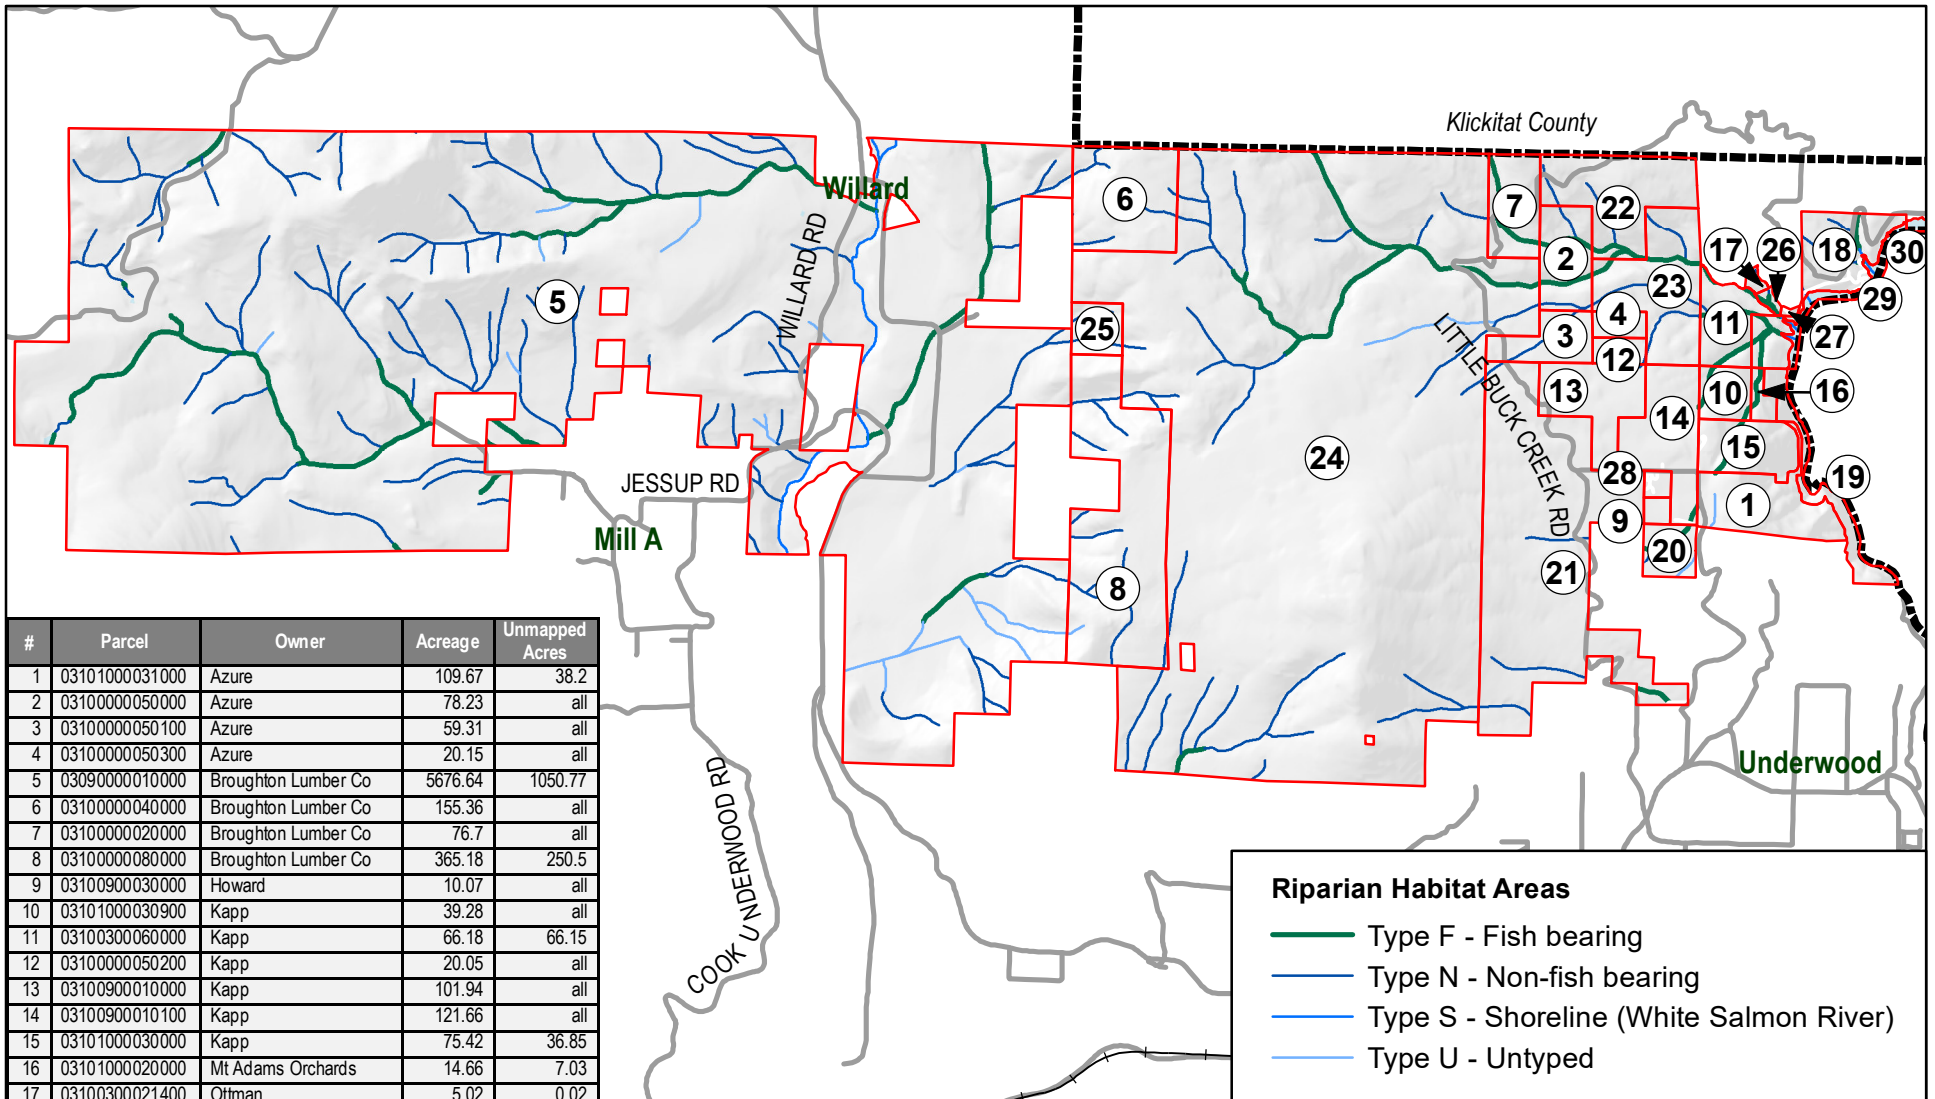 Klickitat County
Willard
WILLARD RD
6
7
22
17
26
18
30
2
5
23
29
25
4
11
3
27
12
LITTLE BUCK CREEK RD
13
10
16
14
15
24
28
19
JESSUP RD
1
9
Mill A
20
21
8
Underwood
COOK UNDERWOOD RD
# Parcel Owner Acreage Unmapped Acres
1 03101000031000 Azure 109.67 38.2
2 03100000050000 Azure 78.23 all
3 03100000050100 Azure 59.31 all
4 03100000050300 Azure 20.15 all
5 03090000010000 Broughton Lumber Co 5676.64 1050.77
6 03100000040000 Broughton Lumber Co 155.36 all
7 03100000020000 Broughton Lumber Co 76.7 all
8 03100000080000 Broughton Lumber Co 365.18 250.5
9 03100900030000 Howard 10.07 all
10 03101000030900 Kapp 39.28 all
11 03100300060000 Kapp 66.18 66.15
12 03100000050200 Kapp 20.05 all
13 03100900010000 Kapp 101.94 all
14 03100900010100 Kapp 121.66 all
15 03101000030000 Kapp 75.42 36.85
16 03101000020000 Mt Adams Orchards 14.66 7.03
17 03100300021400 Ottman 5.02 0.02
Riparian Habitat Areas
Type F - Fish bearing
Type N - Non-fish bearing
Type S - Shoreline (White Salmon River)
Type U - Untyped